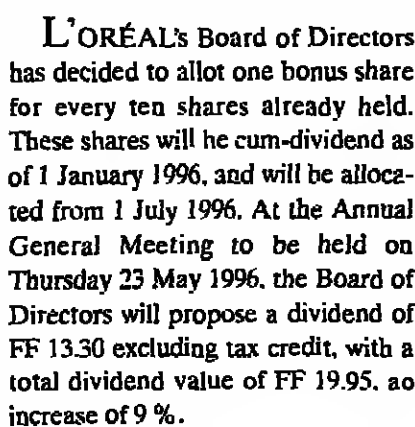 L'ORÉAL's Board of Directors
has decided to allot one bonus share
for every ten shares already held.
These shares will he cum-dividend as
of 1 January 1996, and will be alloca-
ted from 1 July 1996. At the Annual
General Meeting to be held on
Thursday 23 May 1996, the Board of
Directors will propose a dividend of
FF 13.30 excluding tax credit, with a
total dividend value of FF 19.95, ao
increase of 9 %.